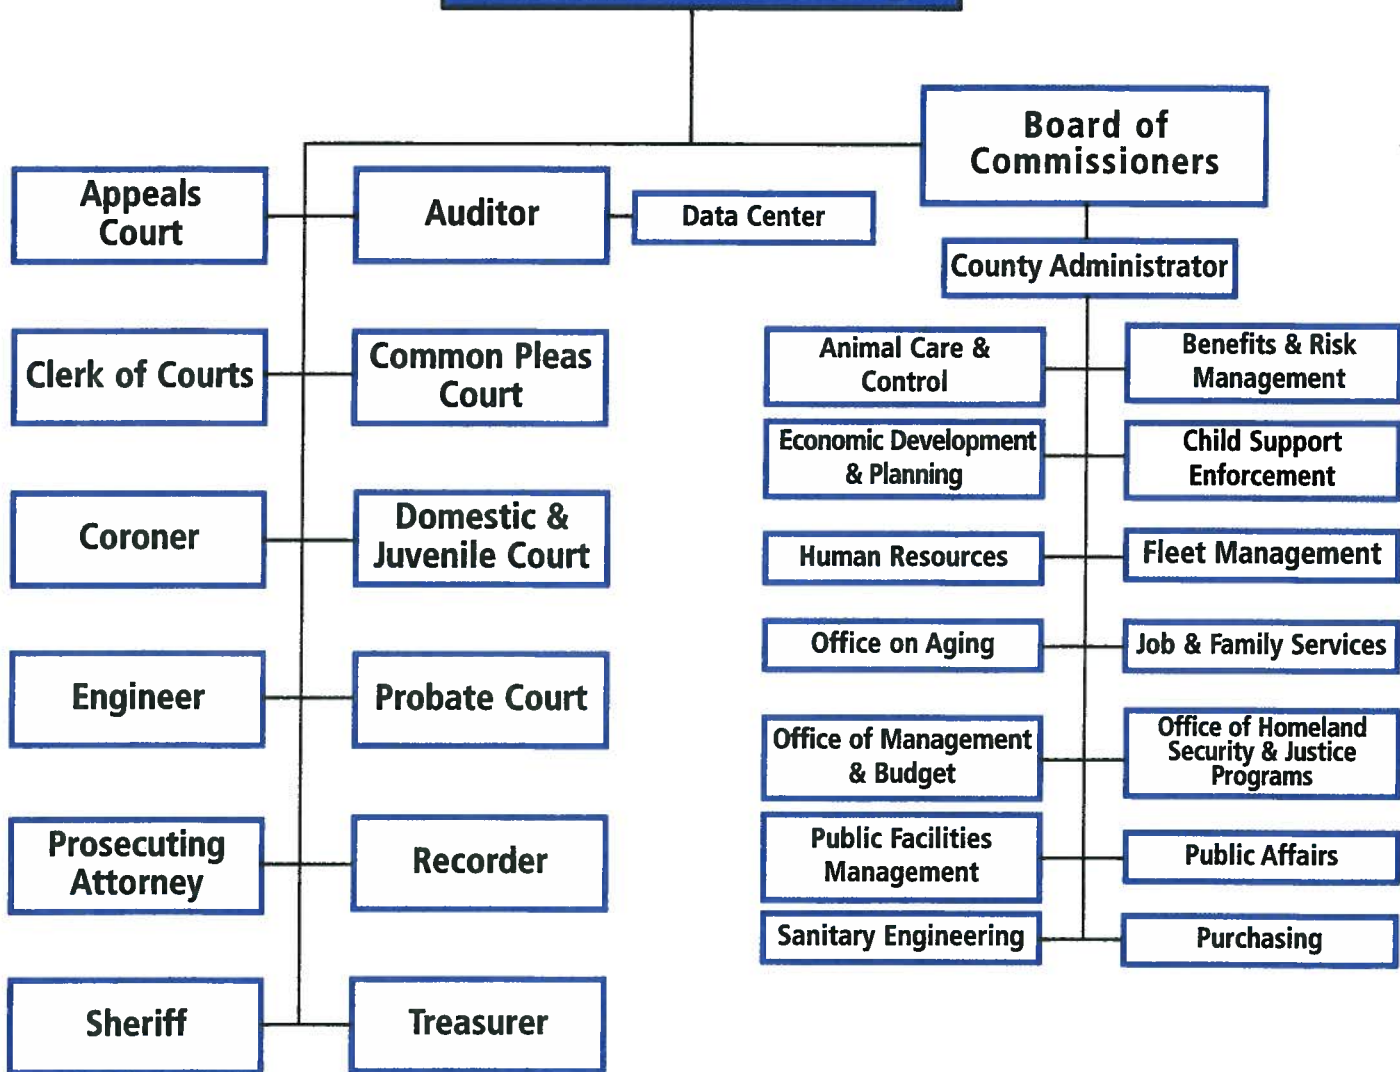 Board of
Commissioners
Appeals
Court
Auditor
Data Center
County Administrator
Clerk of Courts
Common Pleas
Court
Coroner
Domestic &
Juvenile Court
Engineer
Probate Court
Prosecuting
Attorney
Recorder
Sheriff
Treasurer
Animal Care &
Control
Benefits & Risk
Management
Economic Development
& Planning
Child Support
Enforcement
Human Resources
Fleet Management
Office on Aging
Job & Family Services
Office of Management
& Budget
Office of Homeland
Security & Justice
Programs
Public Facilities
Management
Public Affairs
Sanitary Engineering
Purchasing